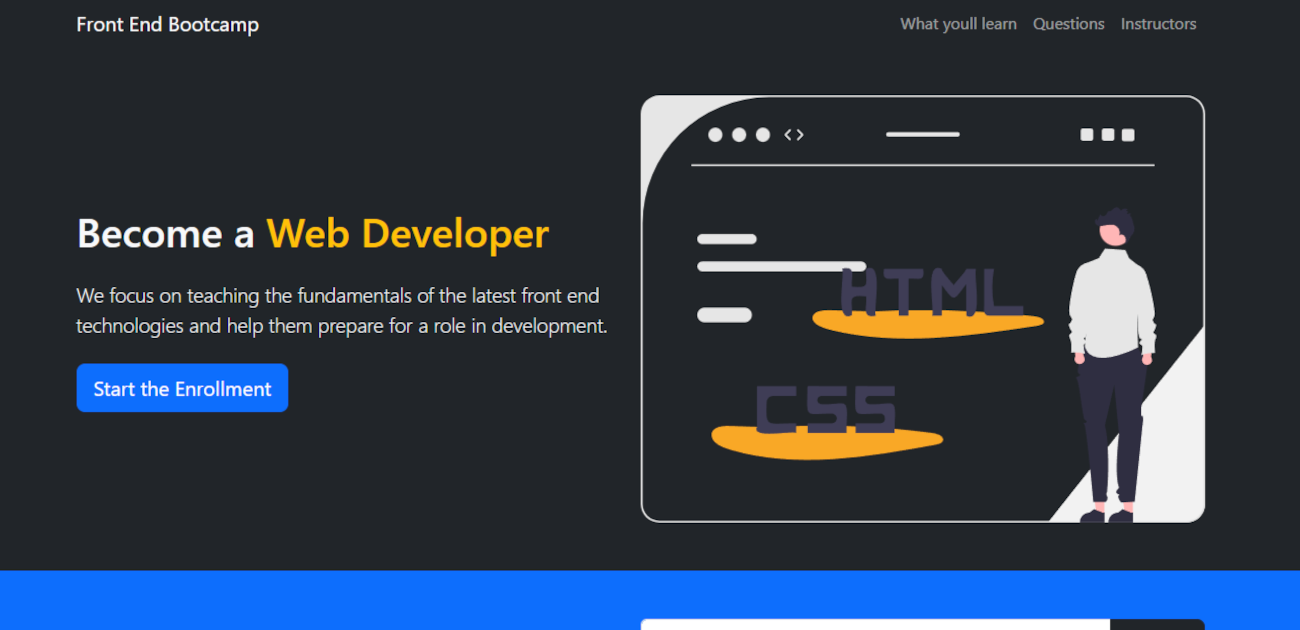 Front End Bootcamp
What youll learn
Questions
Instructors
Become a Web Developer
We focus on teaching the fundamentals of the latest front end
technologies and help them prepare for a role in development.
Start the Enrollment
<>
HTML
CSS